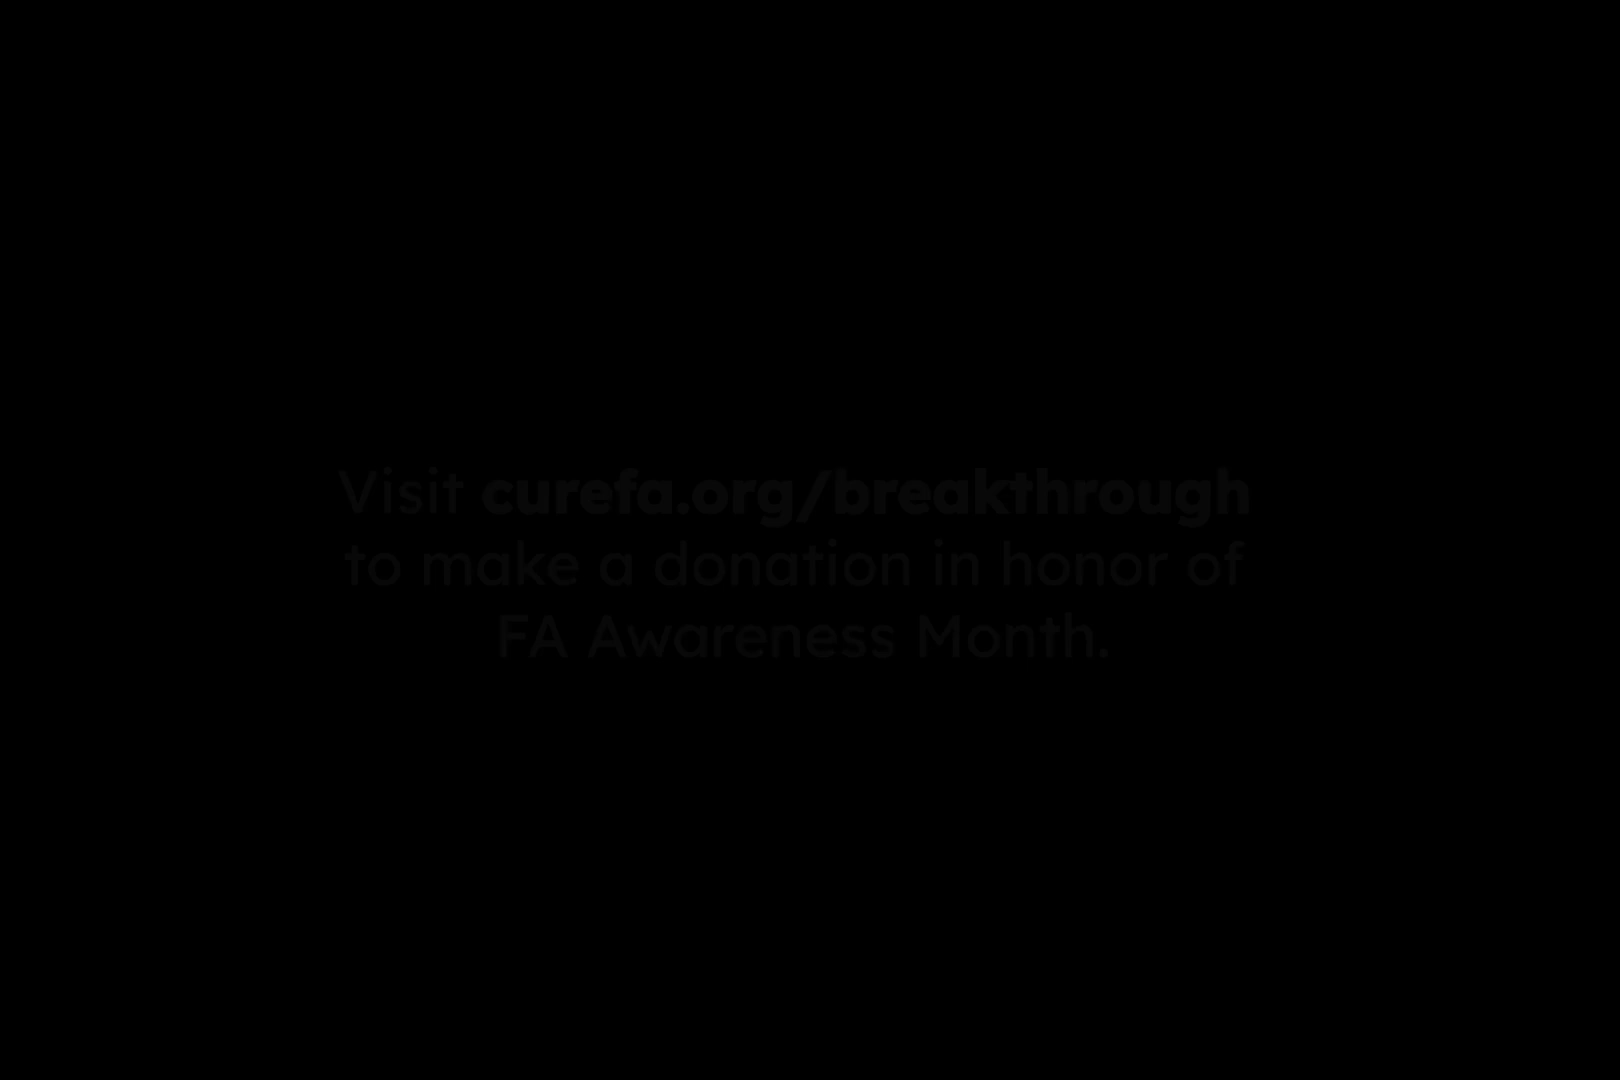 Visit curefa.org/breakthrough
to make a donation in honor of
FA Awareness Month.